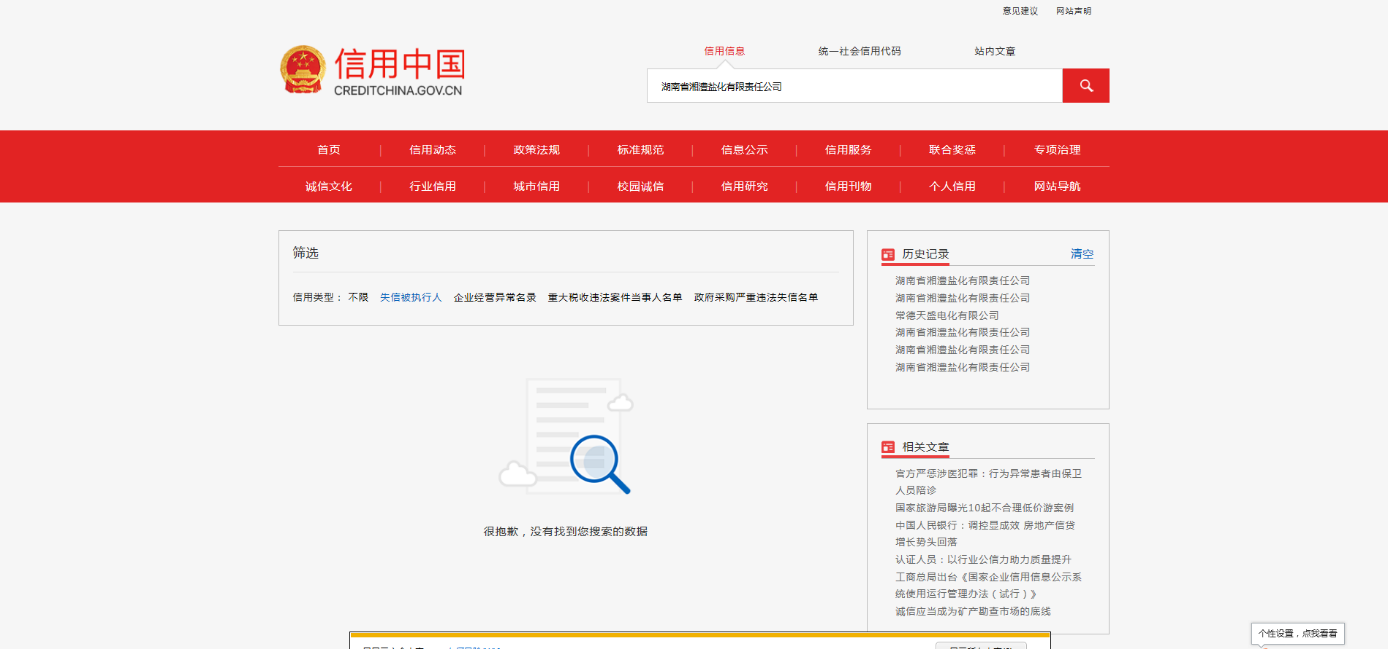 意见建议 网站声明
信用中国
CREDITCHINA.GOV.CN
信用信息 统一社会信用代码 站内文章
湖南省湘澧盐化有限责任公司
首页 | 信用动态 | 政策法规 | 标准规范 | 信息公示 | 信用服务 | 联合奖惩 | 专项治理
诚信文化 | 行业信用 | 城市信用 | 校园诚信 | 信用研究 | 信用刊物 | 个人信用 | 网站导航
筛选
信用类型： 不限 失信被执行人 企业经营异常名录 重大税收违法案件当事人名单 政府采购严重违法失信名单
很抱歉，没有找到您搜索的数据
历史记录 清空
湖南省湘澧盐化有限责任公司
湖南省湘澧盐化有限责任公司
常德天盛电化有限公司
湖南省湘澧盐化有限责任公司
湖南省湘澧盐化有限责任公司
湖南省湘澧盐化有限责任公司
相关文章
官方严惩涉医犯罪：行为异常患者由保卫
人员陪诊
国家旅游局曝光10起不合理低价游案例
中国人民银行：调控显成效 房地产信贷
增长势头回落
认证人员：以行业公信力助力质量提升
工商总局出台《国家企业信用信息公示系
统使用运行管理办法（试行）》
诚信应当成为矿产勘查市场的底线
个性设置，点我看看